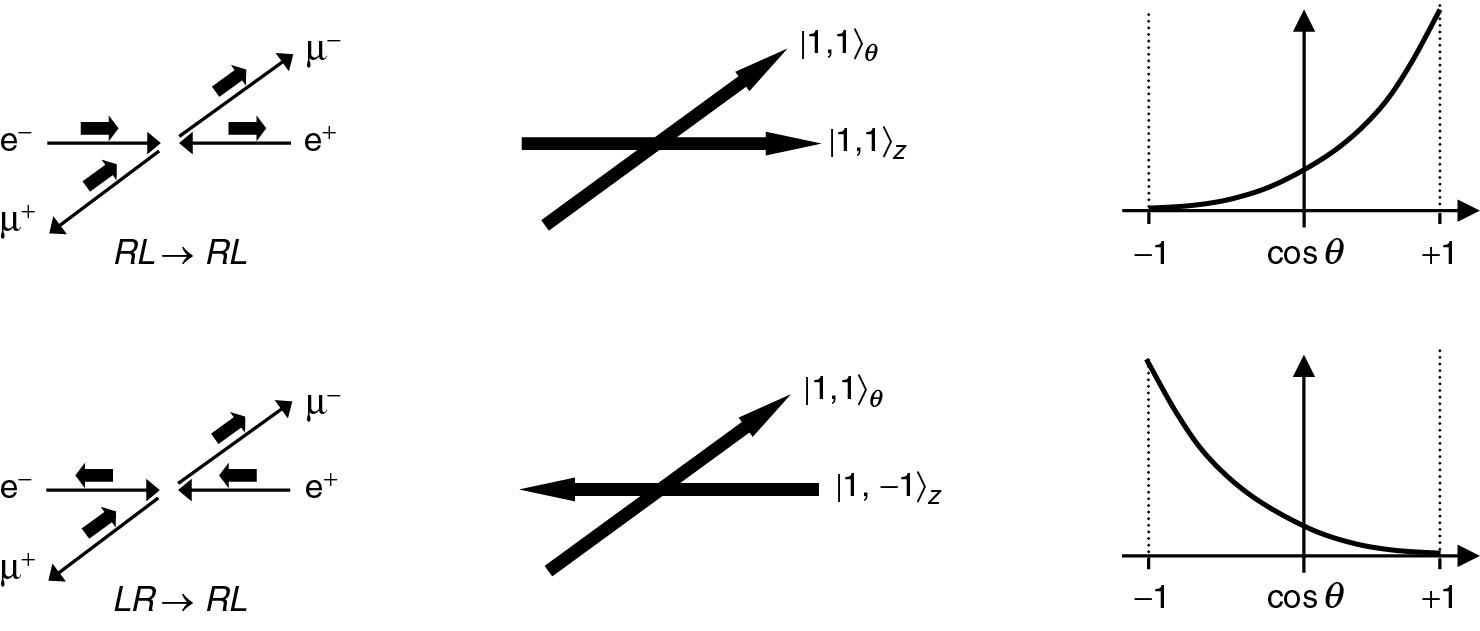 μ⁻
|1,1⟩θ
e⁻
e⁺
|1,1⟩z
μ⁺
RL → RL
−1
cos θ
+1
μ⁻
|1,1⟩θ
e⁻
e⁺
|1, −1⟩z
μ⁺
LR → RL
−1
cos θ
+1